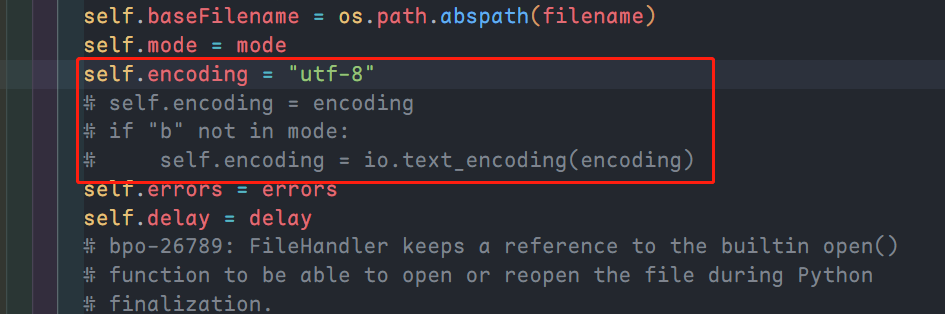 self.baseFilename = os.path.abspath(filename)
self.mode = mode
self.encoding = "utf-8"
# self.encoding = encoding
# if "b" not in mode:
#     self.encoding = io.text_encoding(encoding)
self.errors = errors
self.delay = delay
# bpo-26789: FileHandler keeps a reference to the builtin open()
# function to be able to open or reopen the file during Python
# finalization.